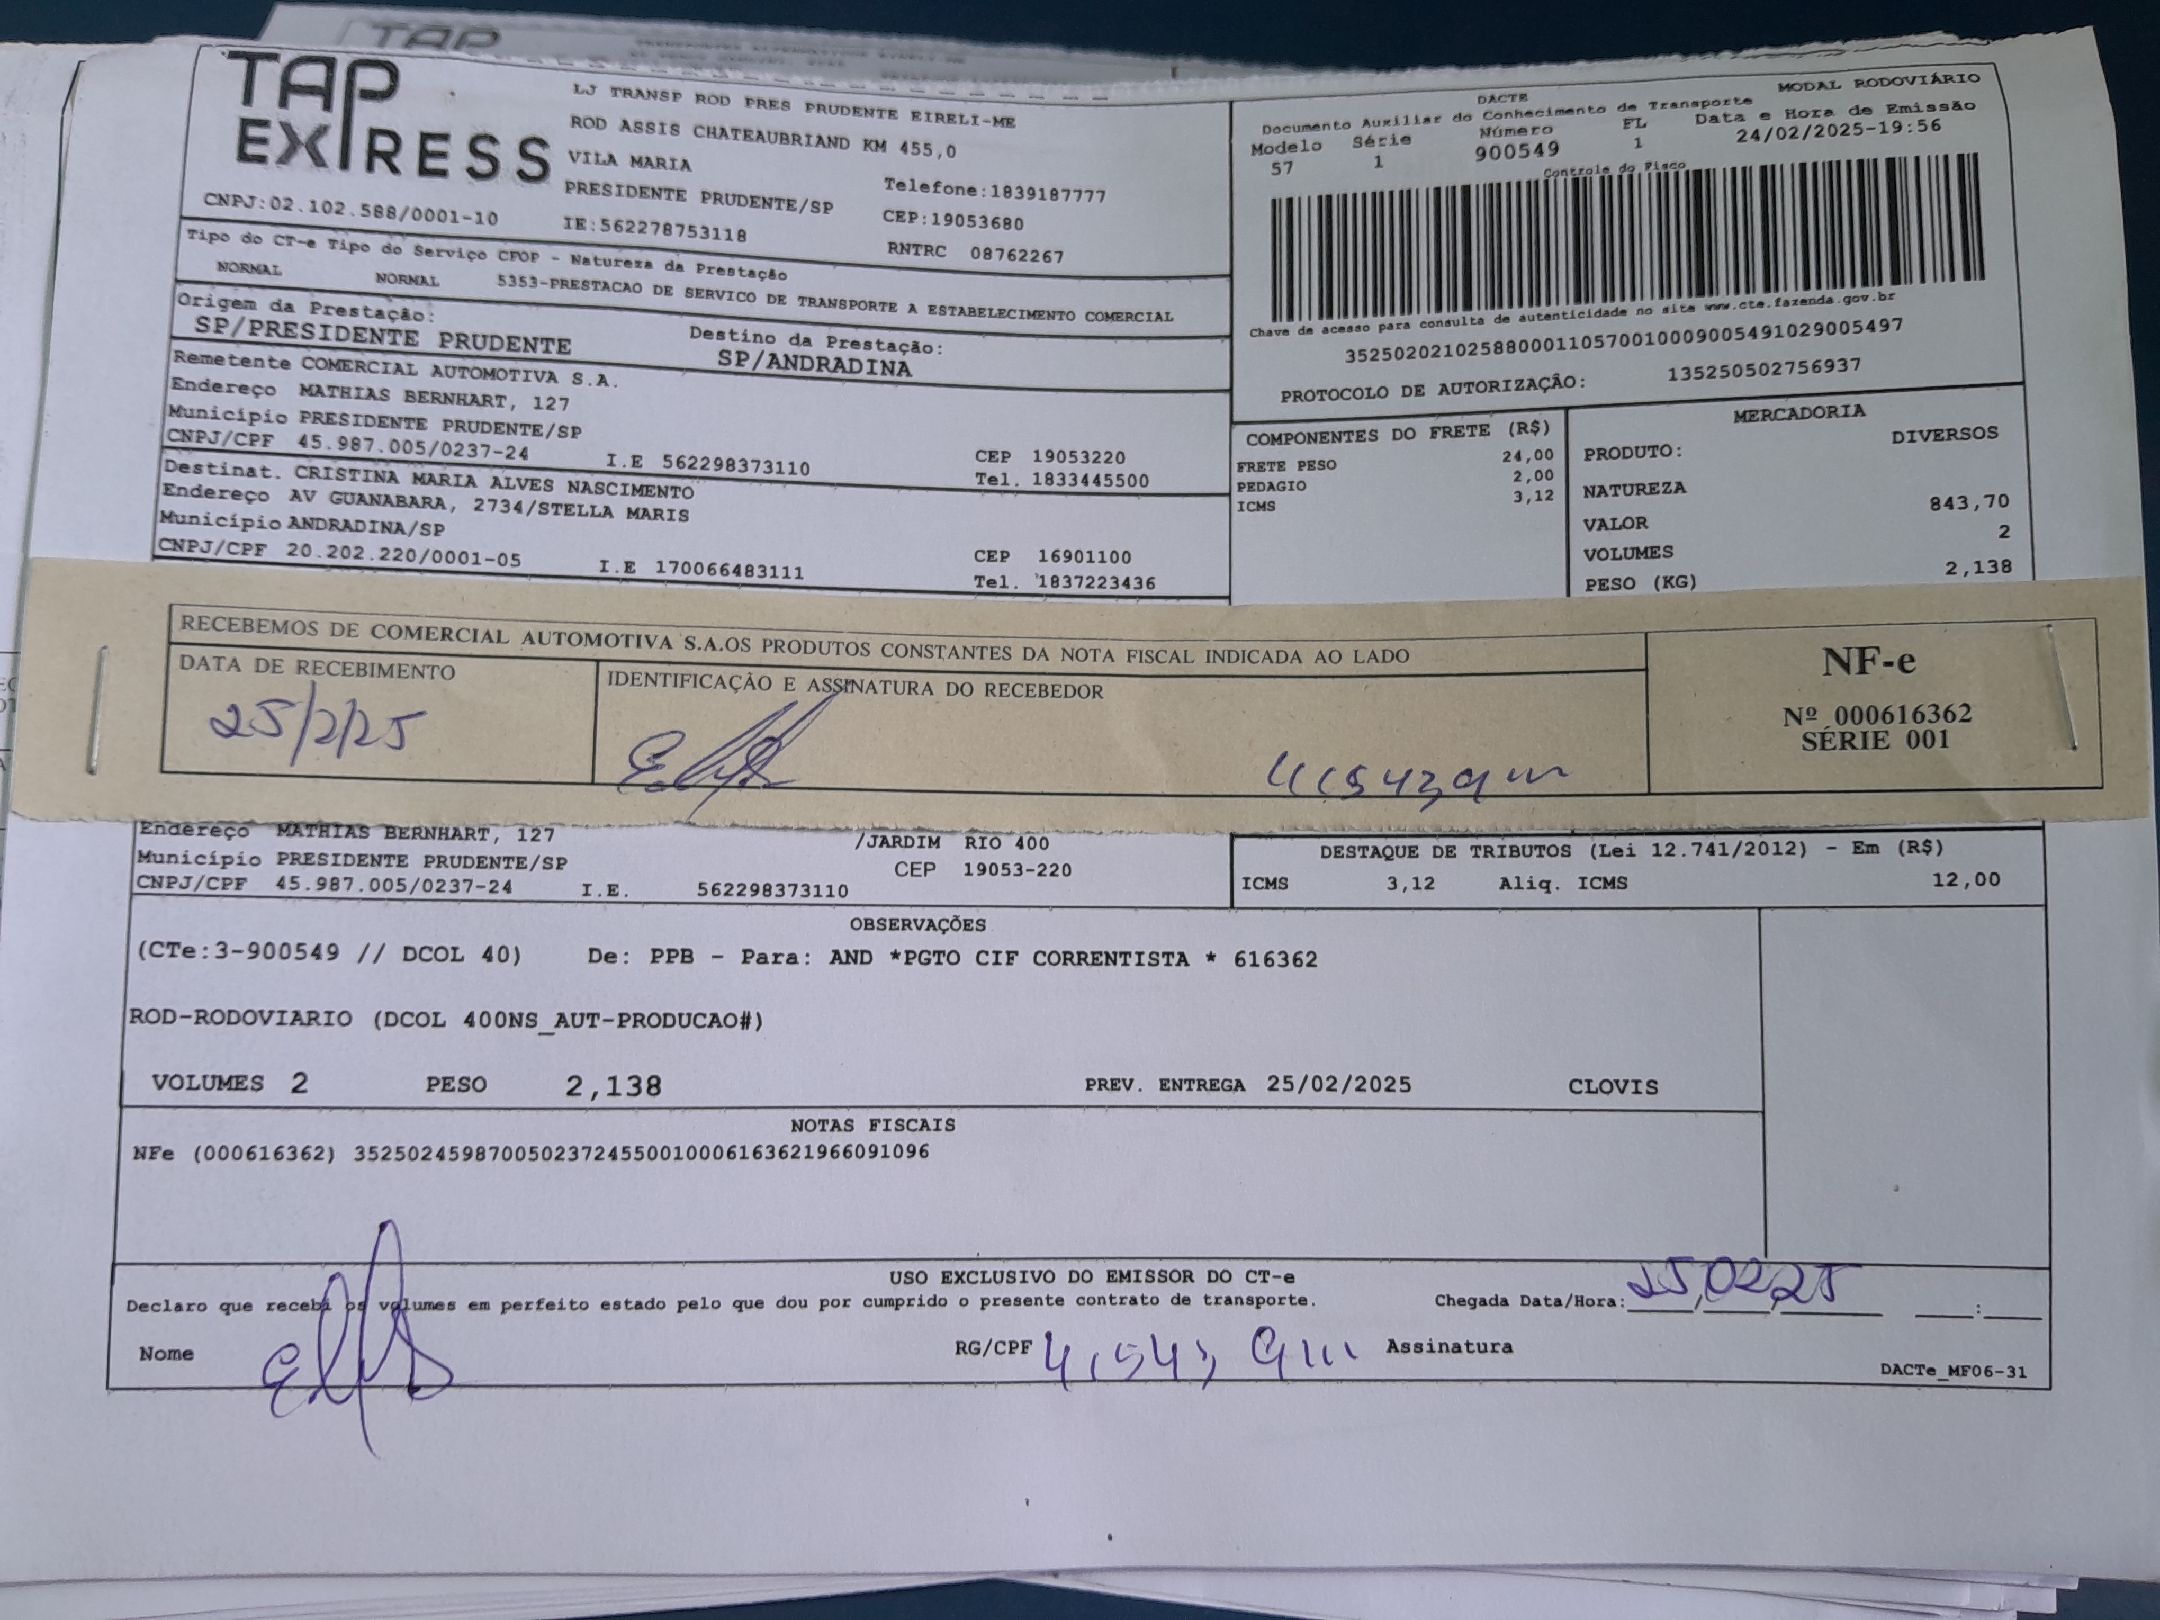 TAP
EXPRESS
LJ TRANSP ROD PRES PRUDENTE EIRELI-ME
ROD ASSIS CHATEAUBRIAND KM 455,0
VILA MARIA
PRESIDENTE PRUDENTE/SP
Telefone:1839187777
CNPJ:02.102.588/0001-10
IE:562278753118
CEP:19053680
RNTRC 08762267
Tipo do CT-e Tipo do Serviço CFOP - Natureza da Prestação
NORMAL NORMAL 5353-PRESTACAO DE SERVICO DE TRANSPORTE A ESTABELECIMENTO COMERCIAL
Origem da Prestação:
SP/PRESIDENTE PRUDENTE
Destino da Prestação:
SP/ANDRADINA
Remetente COMERCIAL AUTOMOTIVA S.A.
Endereço MATHIAS BERNHART, 127
Município PRESIDENTE PRUDENTE/SP
CNPJ/CPF 45.987.005/0237-24 I.E 562298373110
CEP 19053220
Tel. 1833445500
Destinat. CRISTINA MARIA ALVES NASCIMENTO
Endereço AV GUANABARA, 2734/STELLA MARIS
Município ANDRADINA/SP
CNPJ/CPF 20.202.220/0001-05 I.E 170066483111
CEP 16901100
Tel. 1837223436
MODAL RODOVIÁRIO
DACTE
Documento Auxiliar do Conhecimento de Transporte
Modelo Série Número FL Data e Hora de Emissão
57 1 900549 1 24/02/2025-19:56
Controle do Fisco
Chave de acesso para consulta de autenticidade no site www.cte.fazenda.gov.br
35250202102588000110570010009005491029005497
PROTOCOLO DE AUTORIZAÇÃO: 135250502756937
COMPONENTES DO FRETE (R$)
FRETE PESO 24,00
PEDAGIO 2,00
ICMS 3,12
MERCADORIA
PRODUTO: DIVERSOS
NATUREZA
VALOR 843,70
VOLUMES 2
PESO (KG) 2,138
RECEBEMOS DE COMERCIAL AUTOMOTIVA S.A.OS PRODUTOS CONSTANTES DA NOTA FISCAL INDICADA AO LADO
DATA DE RECEBIMENTO
25/2/25
IDENTIFICAÇÃO E ASSINATURA DO RECEBEDOR
NF-e
Nº 000616362
SÉRIE 001
Endereço MATHIAS BERNHART, 127 /JARDIM RIO 400
Município PRESIDENTE PRUDENTE/SP CEP 19053-220
CNPJ/CPF 45.987.005/0237-24 I.E. 562298373110
DESTAQUE DE TRIBUTOS (Lei 12.741/2012) - Em (R$)
ICMS 3,12 Aliq. ICMS 12,00
OBSERVAÇÕES
(CTe:3-900549 // DCOL 40) De: PPB - Para: AND *PGTO CIF CORRENTISTA * 616362
ROD-RODOVIARIO (DCOL 400NS_AUT-PRODUCAO#)
VOLUMES 2 PESO 2,138 PREV. ENTREGA 25/02/2025 CLOVIS
NOTAS FISCAIS
NFe (000616362) 35250245987005023724550010006163621966091096
USO EXCLUSIVO DO EMISSOR DO CT-e
Declaro que recebi os volumes em perfeito estado pelo que dou por cumprido o presente contrato de transporte. Chegada Data/Hora: 25,02,25
Nome RG/CPF Assinatura
DACTe_MF06-31